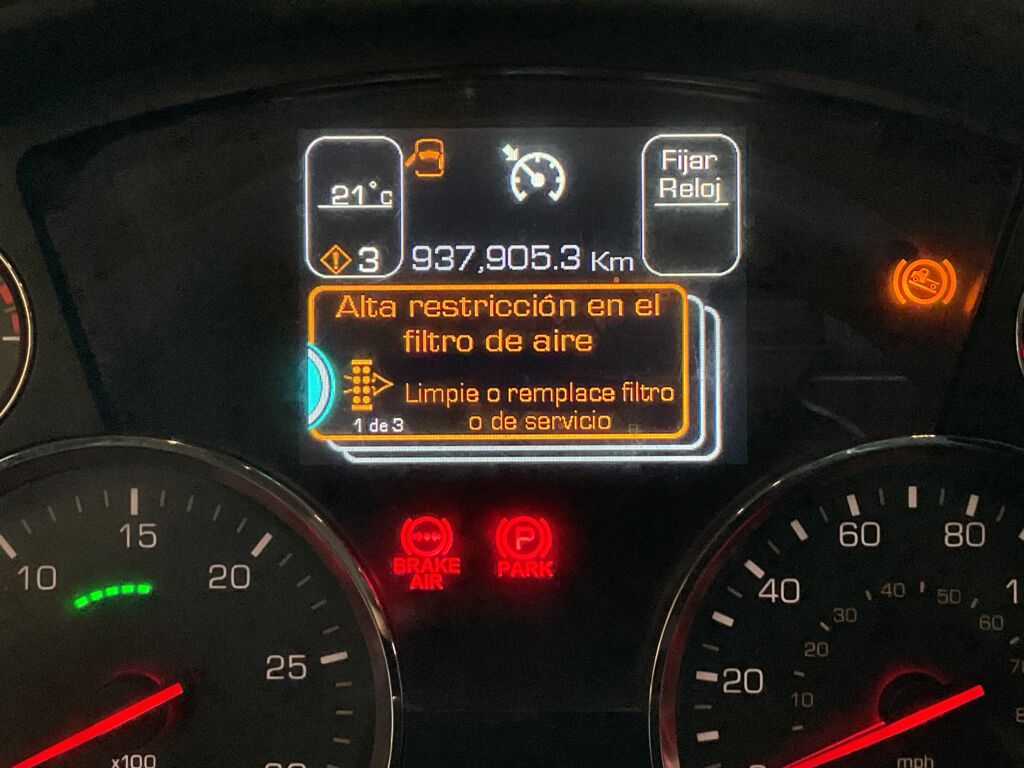 21°c
3
937,905.3 Km
Fijar
Reloj
Alta restricción en el
filtro de aire
Limpie o remplace filtro
o de servicio
1 de 3
BRAKE
AIR
P
PARK
10
15
20
25
x100
20
40
60
80
10
20
30
40
50
60
mph